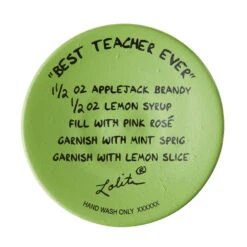 "BEST TEACHER EVER"
1 1/2 OZ APPLEJACK BRANDY
1/2 OZ LEMON SYRUP
FILL WITH PINK ROSÉ
GARNISH WITH MINT SPRIG
GARNISH WITH LEMON SLICE
Lolita®
HAND WASH ONLY XXXXXX